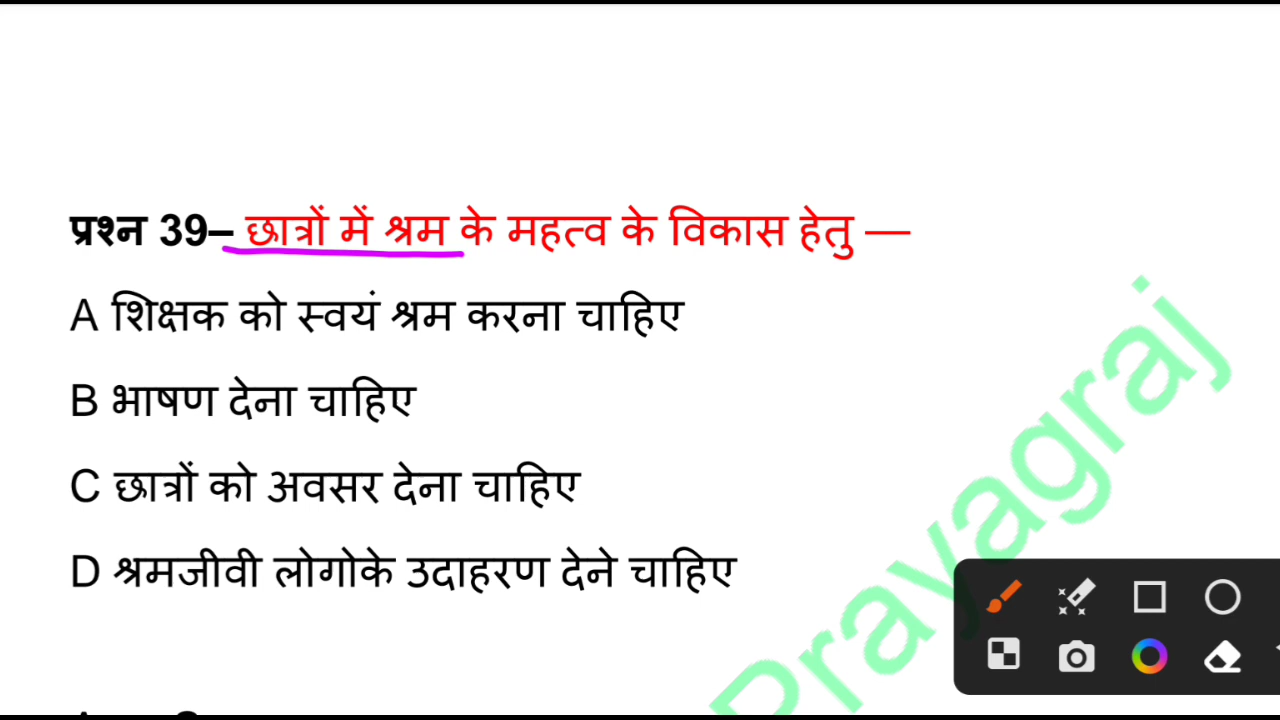 प्रश्न 39– छात्रों में श्रम के महत्व के विकास हेतु —
A शिक्षक को स्वयं श्रम करना चाहिए
B भाषण देना चाहिए
C छात्रों को अवसर देना चाहिए
D श्रमजीवी लोगोके उदाहरण देने चाहिए
Prayagraj